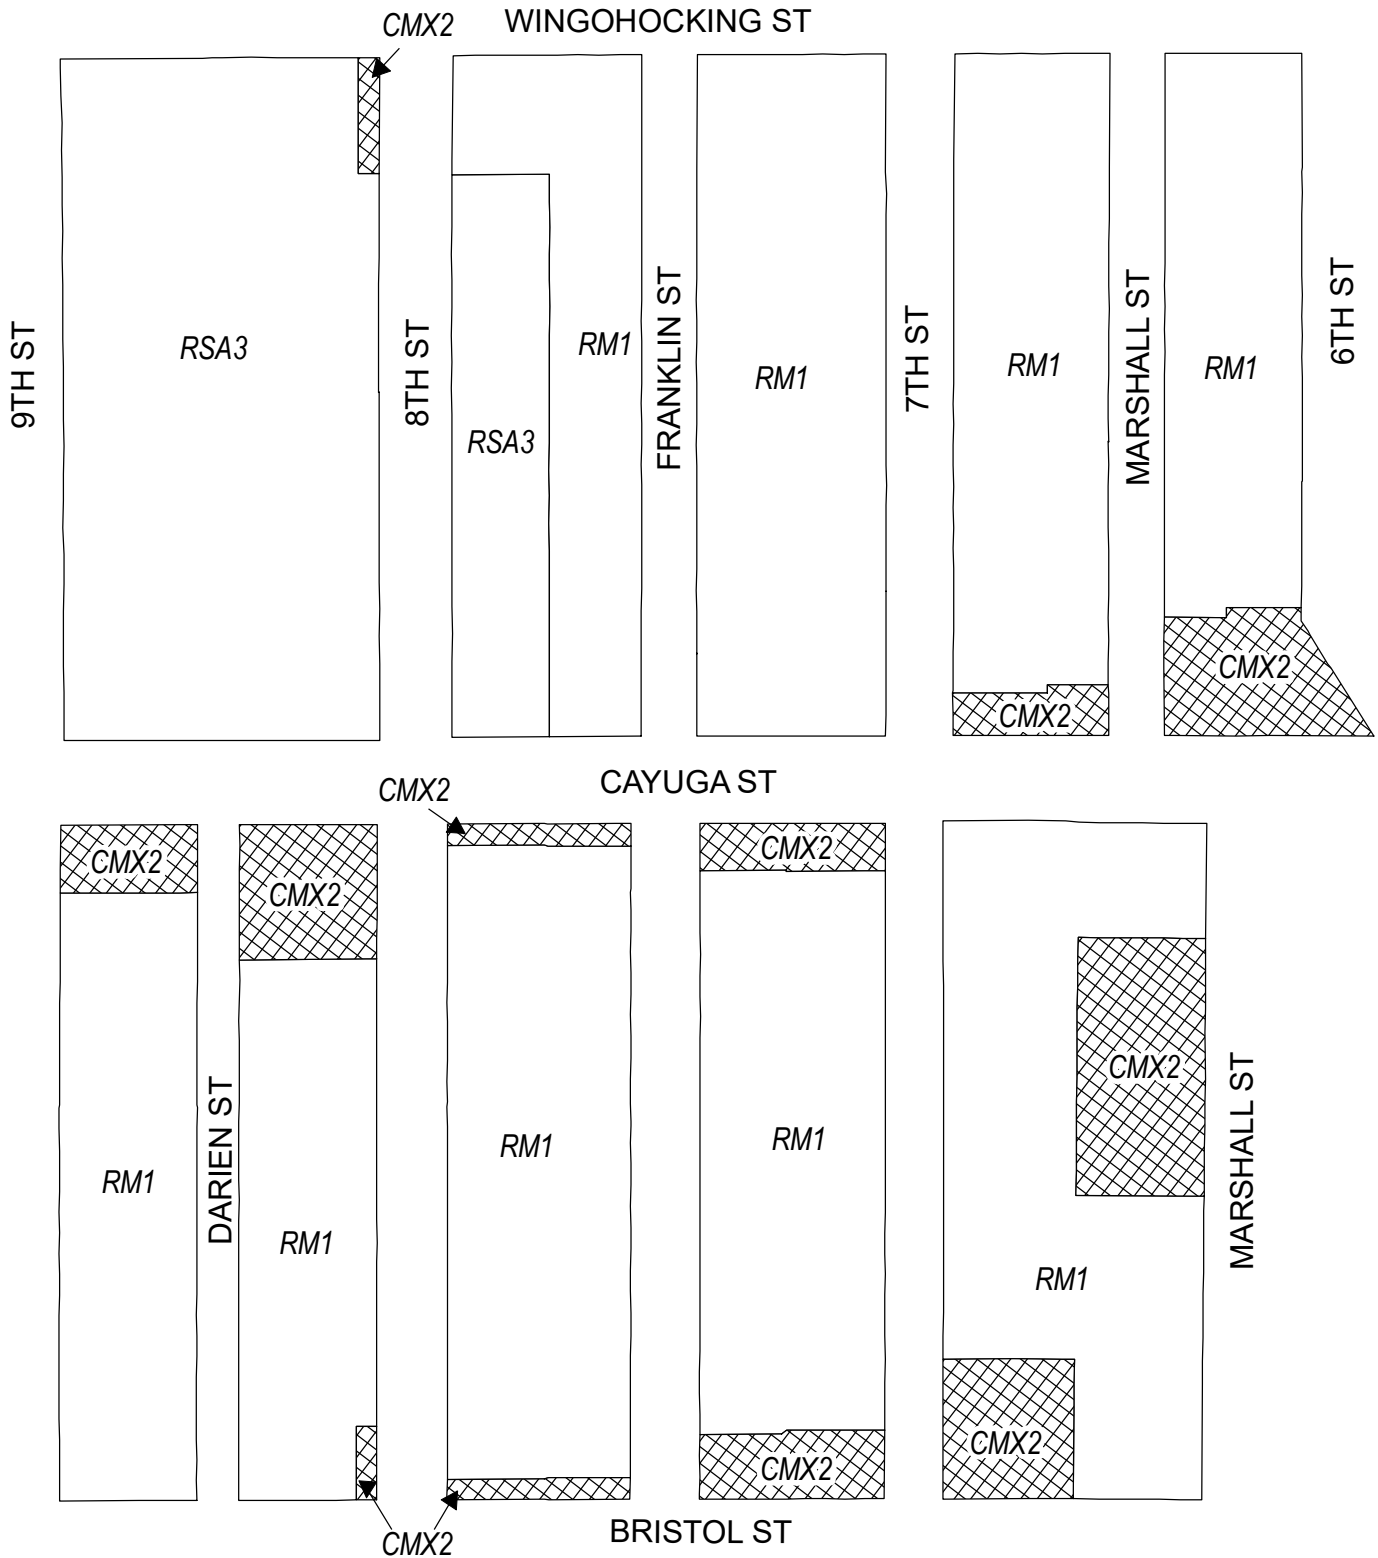 CMX2
WINGOHOCKING ST
9TH ST
RSA3
8TH ST
RSA3
RM1
FRANKLIN ST
RM1
7TH ST
RM1
CMX2
MARSHALL ST
RM1
CMX2
6TH ST
CMX2
CAYUGA ST
CMX2
RM1
DARIEN ST
CMX2
RM1
RM1
CMX2
RM1
CMX2
CMX2
RM1
CMX2
MARSHALL ST
CMX2
BRISTOL ST